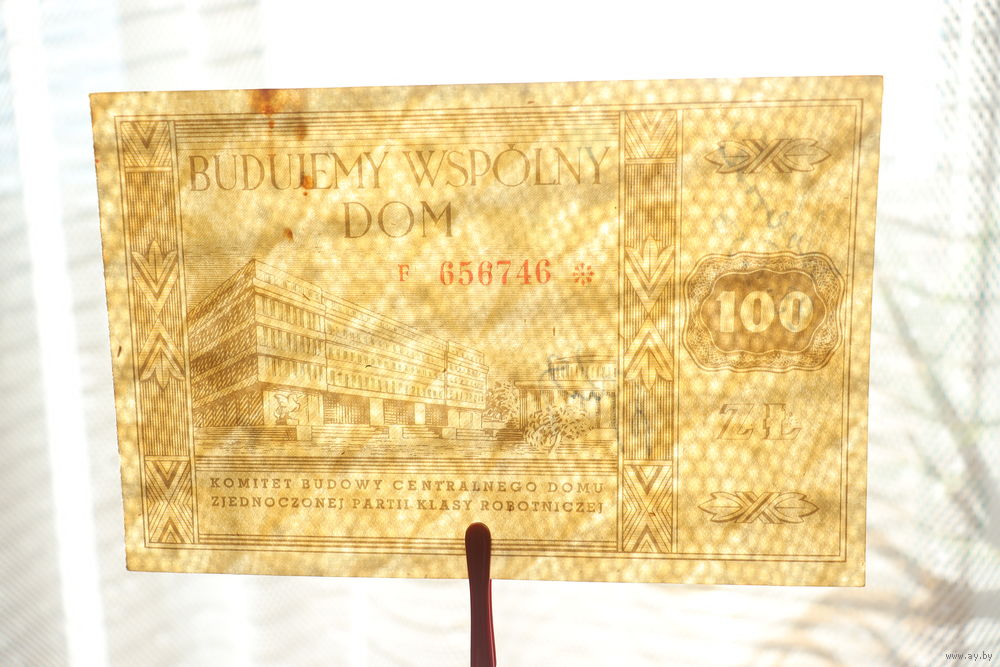 BUDUJEMY WSPÓLNY
DOM
F 656746 *
100
ZŁ
KOMITET BUDOWY CENTRALNEGO DOMU
ZJEDNOCZONEJ PARTII KLASY ROBOTNICZEJ
www.ay.by